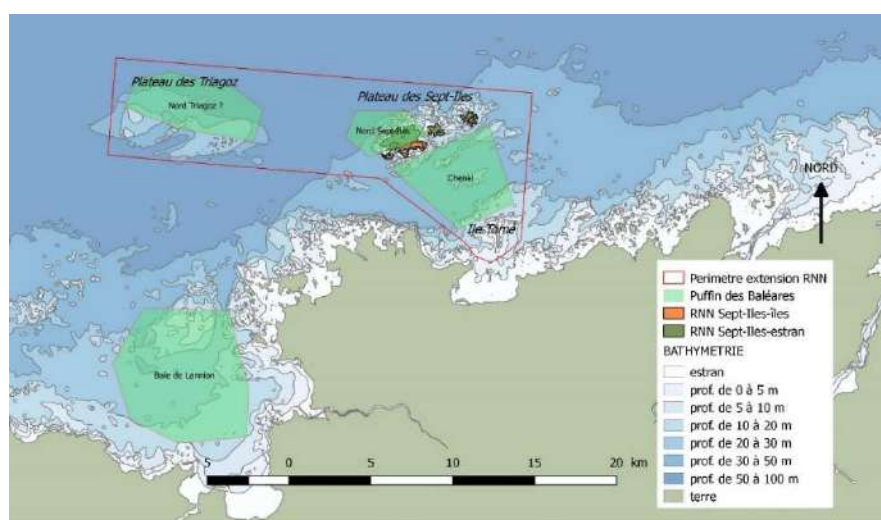 Plateau des Triagoz
Nord Triagoz ?
Plateau des Sept-Iles
Nord Sept-Iles
Chenal
Ile Tomé
NORD
Baie de Lannion
Perimetre extension RNN
Puffin des Baléares
RNN Sept-Iles-îles
RNN Sept-Iles-estran
BATHYMETRIE
estran
prof. de 0 à 5 m
prof. de 5 à 10 m
prof. de 10 à 20 m
prof. de 20 à 30 m
prof. de 30 à 50 m
prof. de 50 à 100 m
terre
5 0 5 10 15 20 km